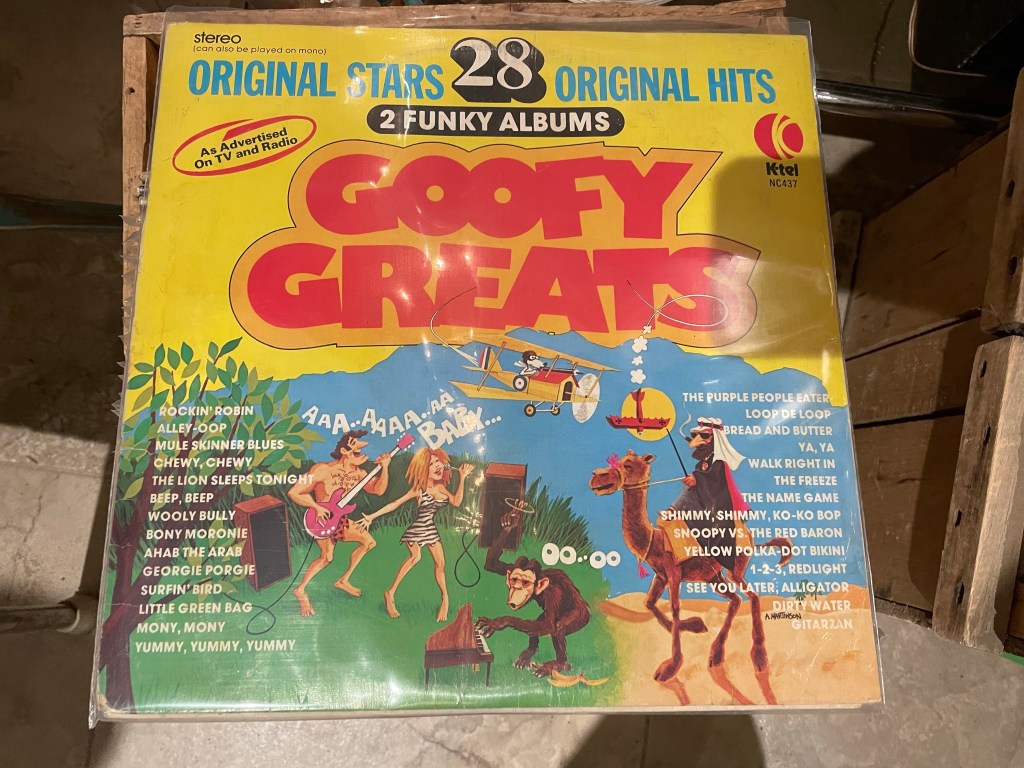 stereo
(can also be played on mono)
ORIGINAL STARS 28 ORIGINAL HITS
2 FUNKY ALBUMS
As Advertised
On TV and Radio
K-tel
NC437
GOOFY
GREATS
ROCKIN' ROBIN
ALLEY-OOP
MULE SKINNER BLUES
CHEWY, CHEWY
THE LION SLEEPS TONIGHT
BEEP, BEEP
WOOLY BULLY
BONY MORONIE
AHAB THE ARAB
GEORGIE PORGIE
SURFIN' BIRD
LITTLE GREEN BAG
MONY, MONY
YUMMY, YUMMY, YUMMY
AAA..AAAA..AA
BABY...
OO..OO
THE PURPLE PEOPLE EATER
LOOP DE LOOP
BREAD AND BUTTER
YA, YA
WALK RIGHT IN
THE FREEZE
THE NAME GAME
SHIMMY, SHIMMY, KO-KO BOP
SNOOPY VS. THE RED BARON
YELLOW POLKA-DOT BIKINI
1-2-3, REDLIGHT
SEE YOU LATER, ALLIGATOR
DIRTY WATER
GITARZAN
A. MARTINSON